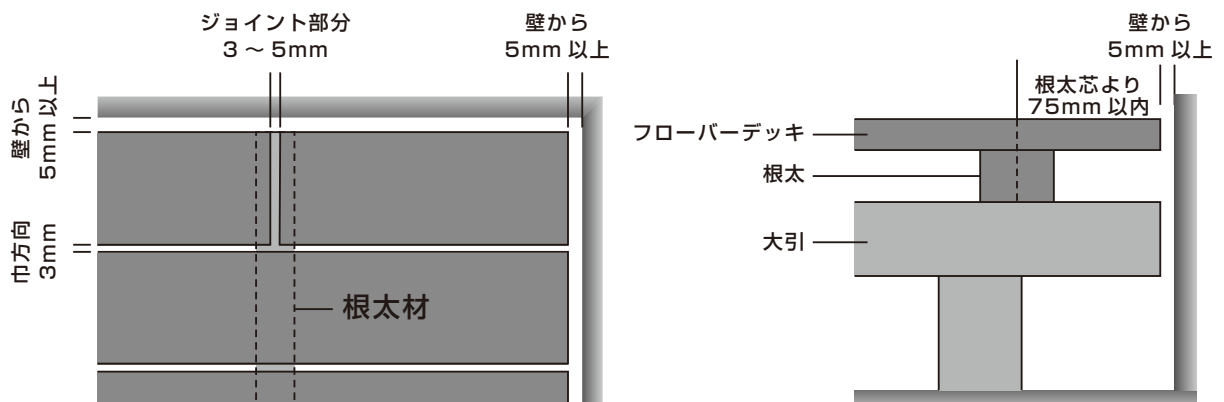 ジョイント部分
3 ～ 5mm
壁から
5mm 以上
壁から
5mm 以上
巾方向
3mm
根太材
壁から
5mm 以上
根太芯より
75mm 以内
フローバーデッキ
根太
大引